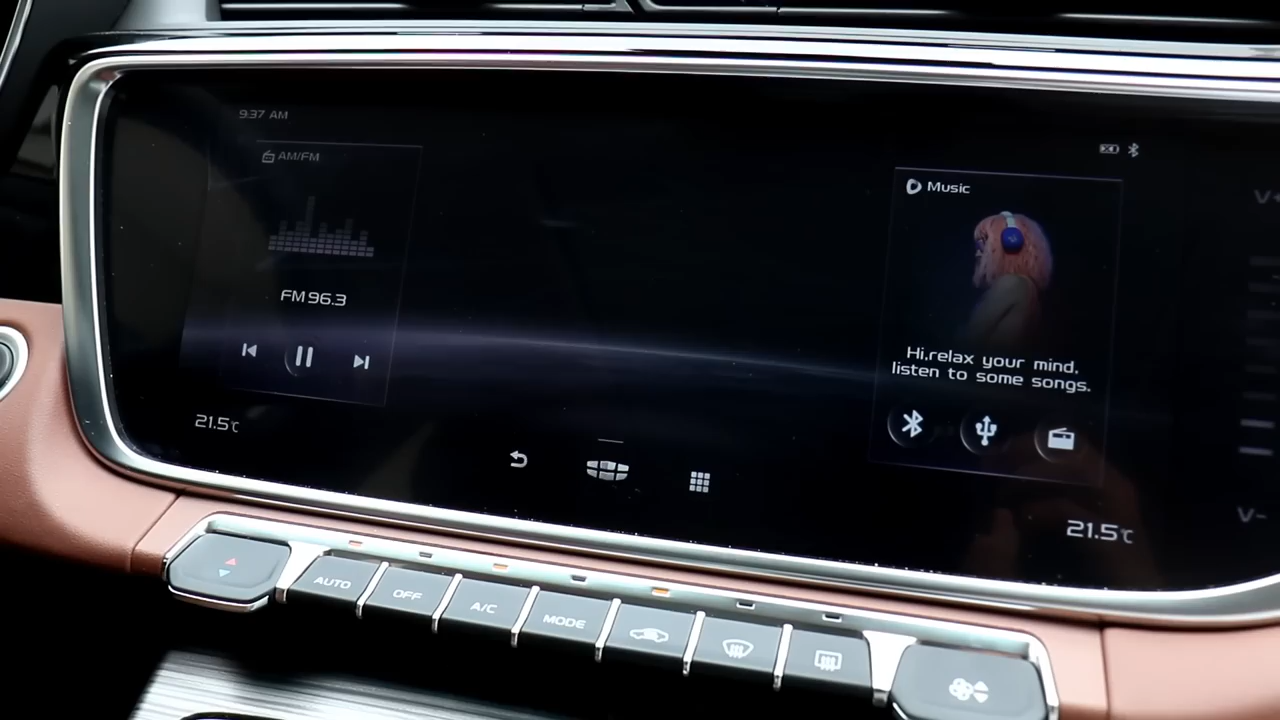 9:37 AM
AM/FM
FM 96.3
21.5℃
Music
Hi,relax your mind.
listen to some songs.
21.5℃
V+
V-
AUTO
OFF
A/C
MODE